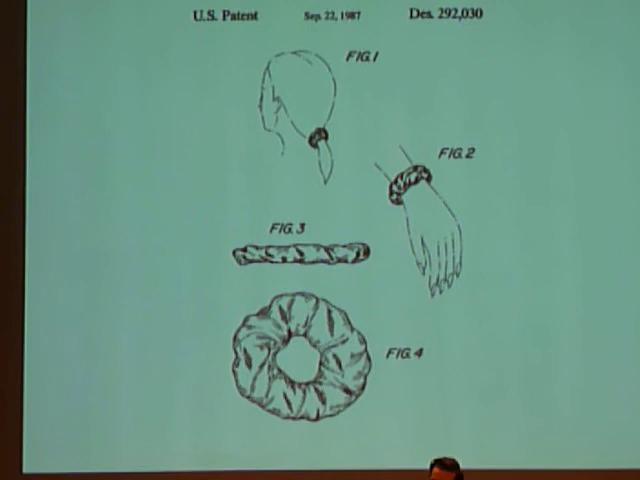 U.S. Patent Sep. 22, 1987 Des. 292,030
FIG.1
FIG.2
FIG.3
FIG.4